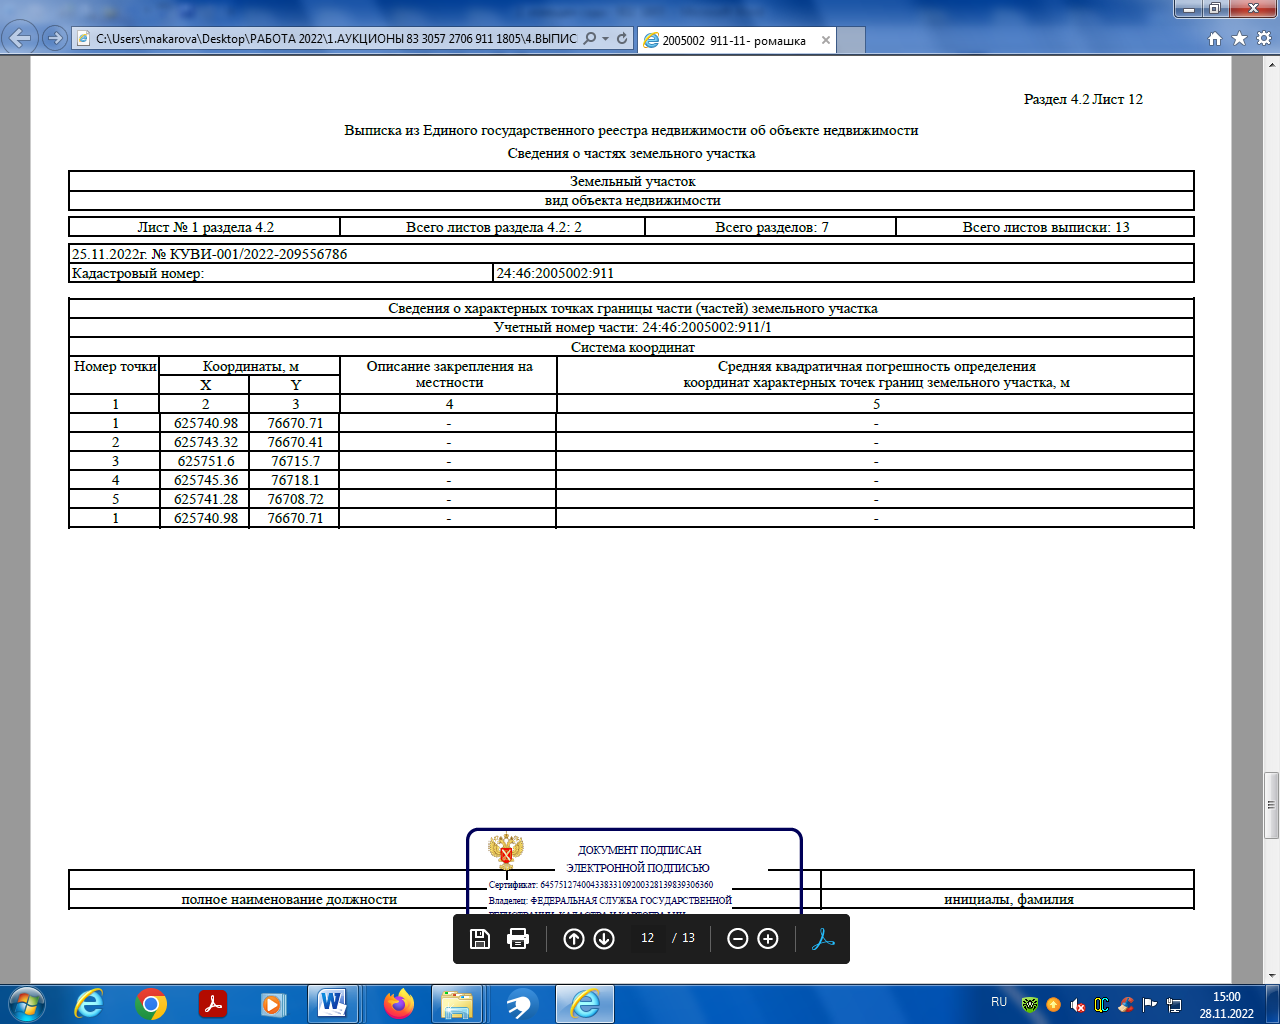 C:\Users\makarova\Desktop\РАБОТА 2022\1.АУКЦИОНЫ 83 3057 2706 911 1805\4.ВЫПИС
2005002 911-11- ромашка
Раздел 4.2 Лист 12
Выписка из Единого государственного реестра недвижимости об объекте недвижимости
Сведения о частях земельного участка
Земельный участок
вид объекта недвижимости
Лист № 1 раздела 4.2 Всего листов раздела 4.2: 2 Всего разделов: 7 Всего листов выписки: 13
25.11.2022г. № КУВИ-001/2022-209556786
Кадастровый номер: 24:46:2005002:911
Сведения о характерных точках границы части (частей) земельного участка
Учетный номер части: 24:46:2005002:911/1
Система координат
Номер точки Координаты, м Описание закрепления на местности Средняя квадратичная погрешность определения координат характерных точек границ земельного участка, м
X Y
1 2 3 4 5
1 625740.98 76670.71 - -
2 625743.32 76670.41 - -
3 625751.6 76715.7 - -
4 625745.36 76718.1 - -
5 625741.28 76708.72 - -
1 625740.98 76670.71 - -
ДОКУМЕНТ ПОДПИСАН
ЭЛЕКТРОННОЙ ПОДПИСЬЮ
Сертификат: 645751274004338331092003281398393063​60
Владелец: ФЕДЕРАЛЬНАЯ СЛУЖБА ГОСУДАРСТВЕННОЙ
РЕГИСТРАЦИИ, КАДАСТРА И КАРТОГРАФИИ
полное наименование должности инициалы, фамилия
12 / 13
RU
15:00
28.11.2022